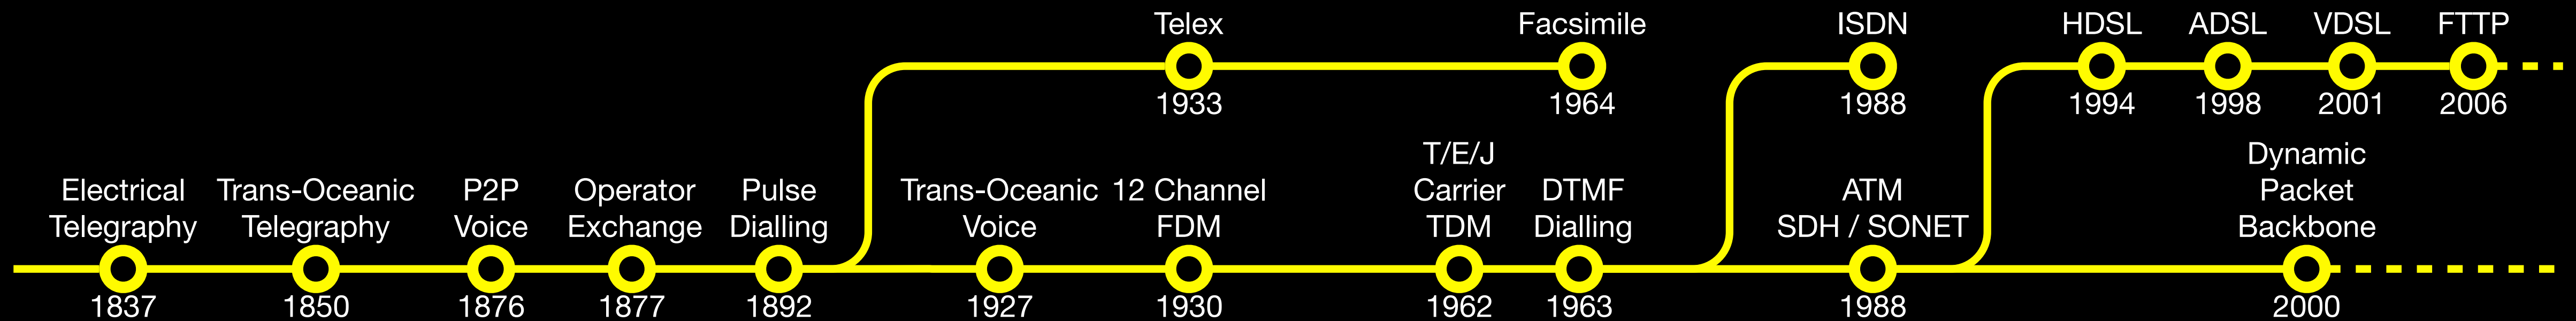 Telex
1933
Facsimile
1964
ISDN
1988
HDSL
1994
ADSL
1998
VDSL
2001
FTTP
2006
Electrical
Telegraphy
1837
Trans-Oceanic
Telegraphy
1850
P2P
Voice
1876
Operator
Exchange
1877
Pulse
Dialling
1892
Trans-Oceanic
Voice
1927
12 Channel
FDM
1930
T/E/J
Carrier
TDM
1962
DTMF
Dialling
1963
ATM
SDH / SONET
1988
Dynamic
Packet
Backbone
2000